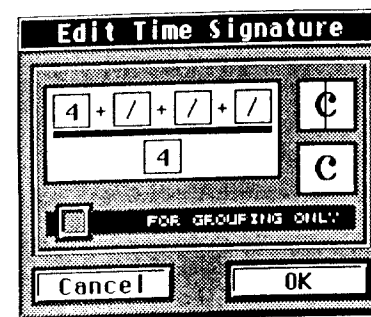 Edit Time Signature
4 + / + / + /
4
C
C
FOR GROUPING ONLY
Cancel
OK